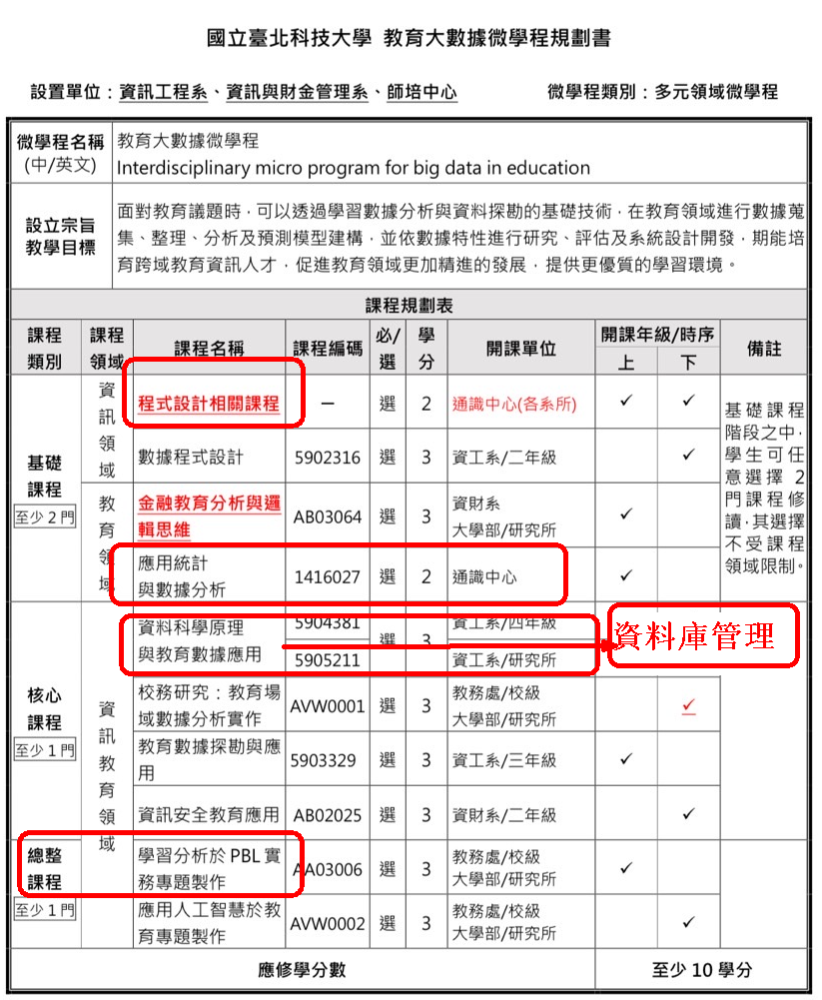 國立臺北科技大學 教育大數據微學程規劃書
設置單位：資訊工程系、資訊與財金管理系、師培中心 微學程類別：多元領域微學程
微學程名稱
(中/英文)
教育大數據微學程
Interdisciplinary micro program for big data in education
設立宗旨
教學目標
面對教育議題時，可以透過學習數據分析與資料探勘的基礎技術，在教育領域進行數據蒐
集、整理、分析及預測模型建構，並依數據特性進行研究、評估及系統設計開發，期能培
育跨域教育資訊人才，促進教育領域更加精進的發展，提供更優質的學習環境。
課程規劃表
課程
類別
課程
領域
課程名稱
課程編碼
必/
選
學
分
開課單位
開課年級/時序
上
下
備註
基礎
課程
至少 2 門
資
訊
領
域
程式設計相關課程 — 選 2 通識中心(各系所) ✓ ✓
數據程式設計 5902316 選 3 資工系/二年級 ✓
教
育
領
域
金融教育分析與邏
輯思維
AB03064 選 3
資財系
大學部/研究所
✓
應用統計
與數據分析
1416027 選 2 通識中心 ✓
基礎課程
階段之中，
學生可任
意選擇 2
門課程修
讀，其選擇
不受課程
領域限制。
核心
課程
至少 1 門
資
訊
教
育
領
域
資料科學原理
與教育數據應用
5904381
5905211
選 3
資工系/四年級
資工系/研究所
資料庫管理
校務研究：教育場
域數據分析實作
AVW0001 選 3
教務處/校級
大學部/研究所
✓
教育數據探勘與應
用
5903329 選 3 資工系/三年級 ✓
資訊安全教育應用 AB02025 選 3 資財系/二年級 ✓
總整
課程
至少 1 門
學習分析於 PBL 實
務專題製作
AA03006 選 3
教務處/校級
大學部/研究所
✓
應用人工智慧於教
育專題製作
AVW0002 選 3
教務處/校級
大學部/研究所
✓
應修學分數 至少 10 學分